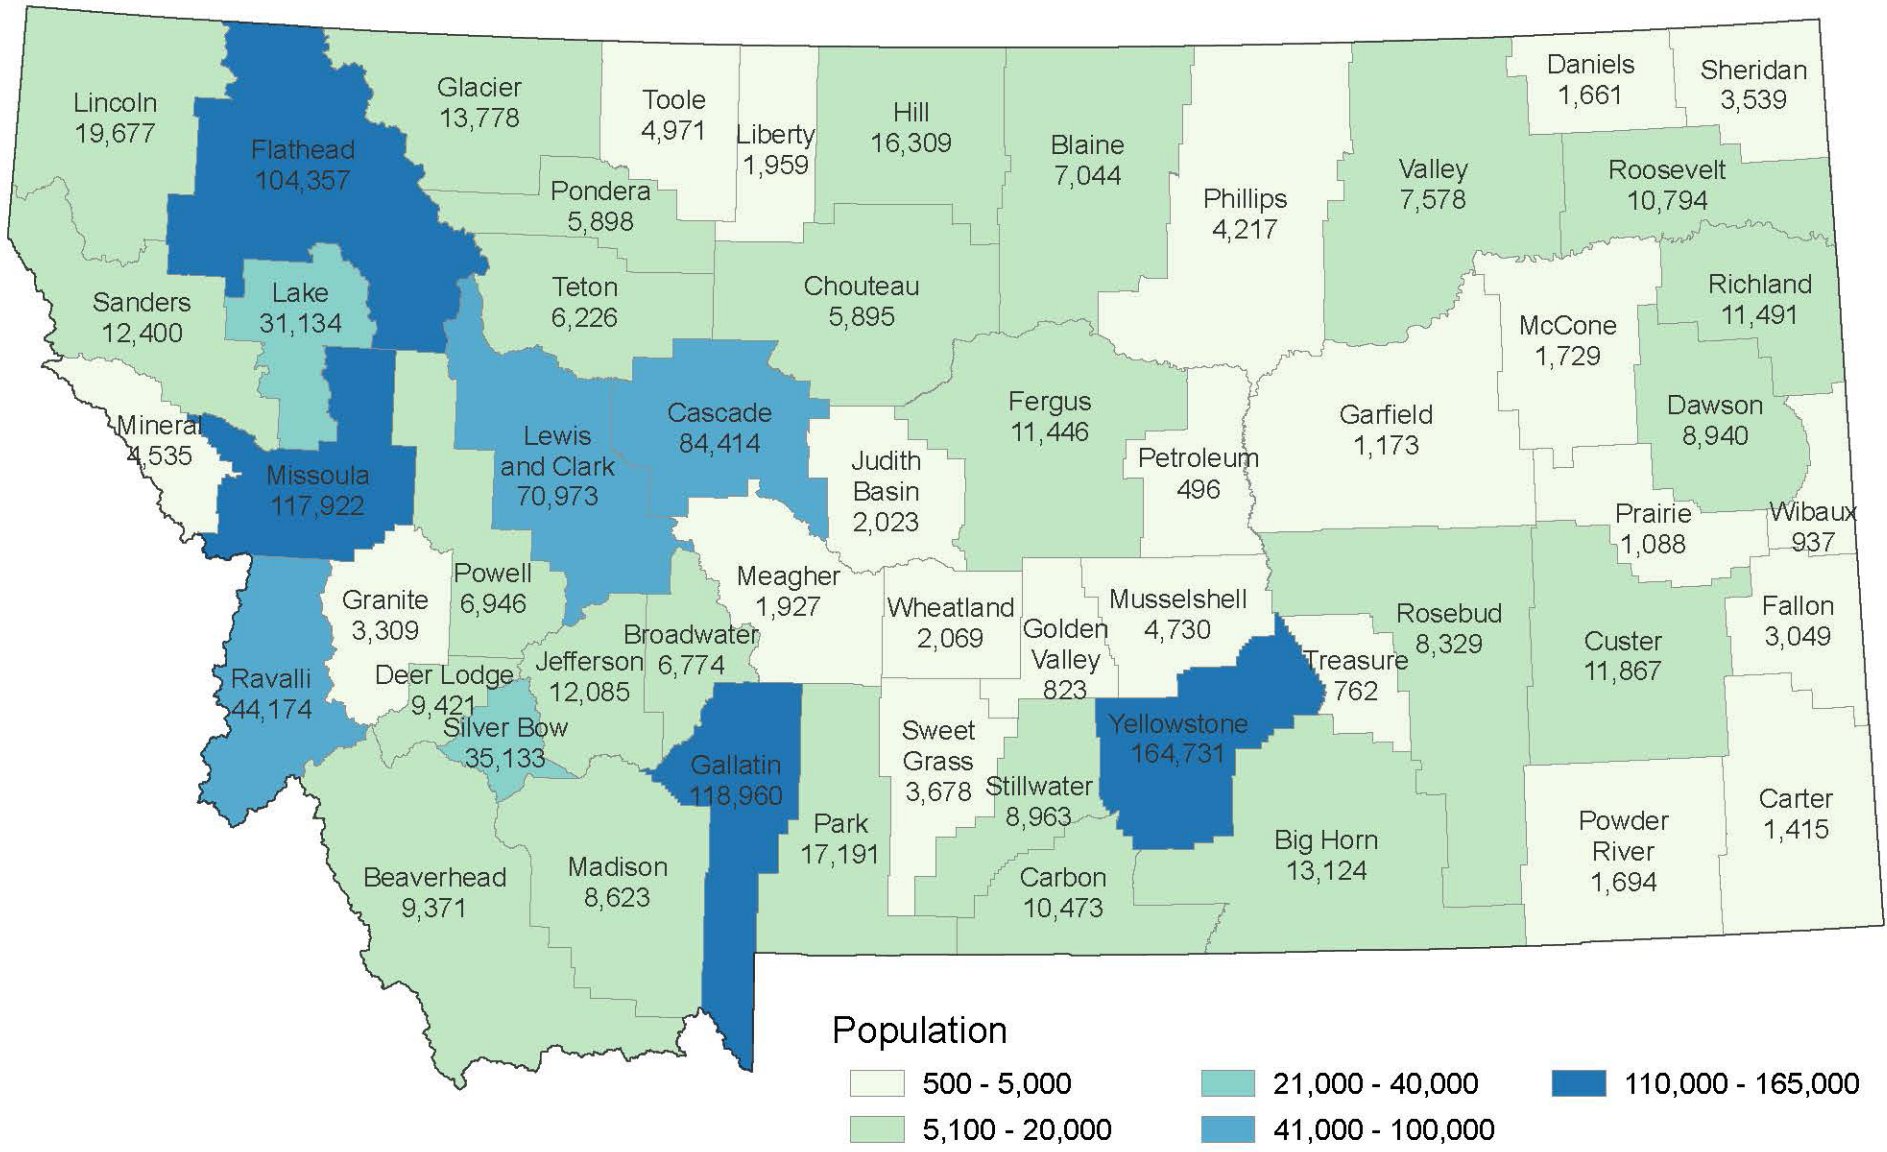 Lincoln
19,677
Flathead
104,357
Glacier
13,778
Toole
4,971
Liberty
1,959
Hill
16,309
Blaine
7,044
Phillips
4,217
Valley
7,578
Daniels
1,661
Sheridan
3,539
Roosevelt
10,794
Pondera
5,898
Sanders
12,400
Lake
31,134
Teton
6,226
Chouteau
5,895
McCone
1,729
Richland
11,491
Mineral
4,535
Missoula
117,922
Lewis
and Clark
70,973
Cascade
84,414
Judith
Basin
2,023
Fergus
11,446
Petroleum
496
Garfield
1,173
Dawson
8,940
Prairie
1,088
Wibaux
937
Granite
3,309
Powell
6,946
Meagher
1,927
Wheatland
2,069
Golden
Valley
823
Musselshell
4,730
Rosebud
8,329
Custer
11,867
Fallon
3,049
Ravalli
44,174
Deer Lodge
9,421
Silver Bow
35,133
Jefferson
12,085
Broadwater
6,774
Treasure
762
Gallatin
118,960
Sweet
Grass
3,678
Stillwater
8,963
Yellowstone
164,731
Beaverhead
9,371
Madison
8,623
Park
17,191
Carbon
10,473
Big Horn
13,124
Powder
River
1,694
Carter
1,415
Population
500 - 5,000
5,100 - 20,000
21,000 - 40,000
41,000 - 100,000
110,000 - 165,000